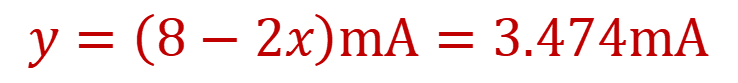 y = (8 − 2x)mA = 3.474mA